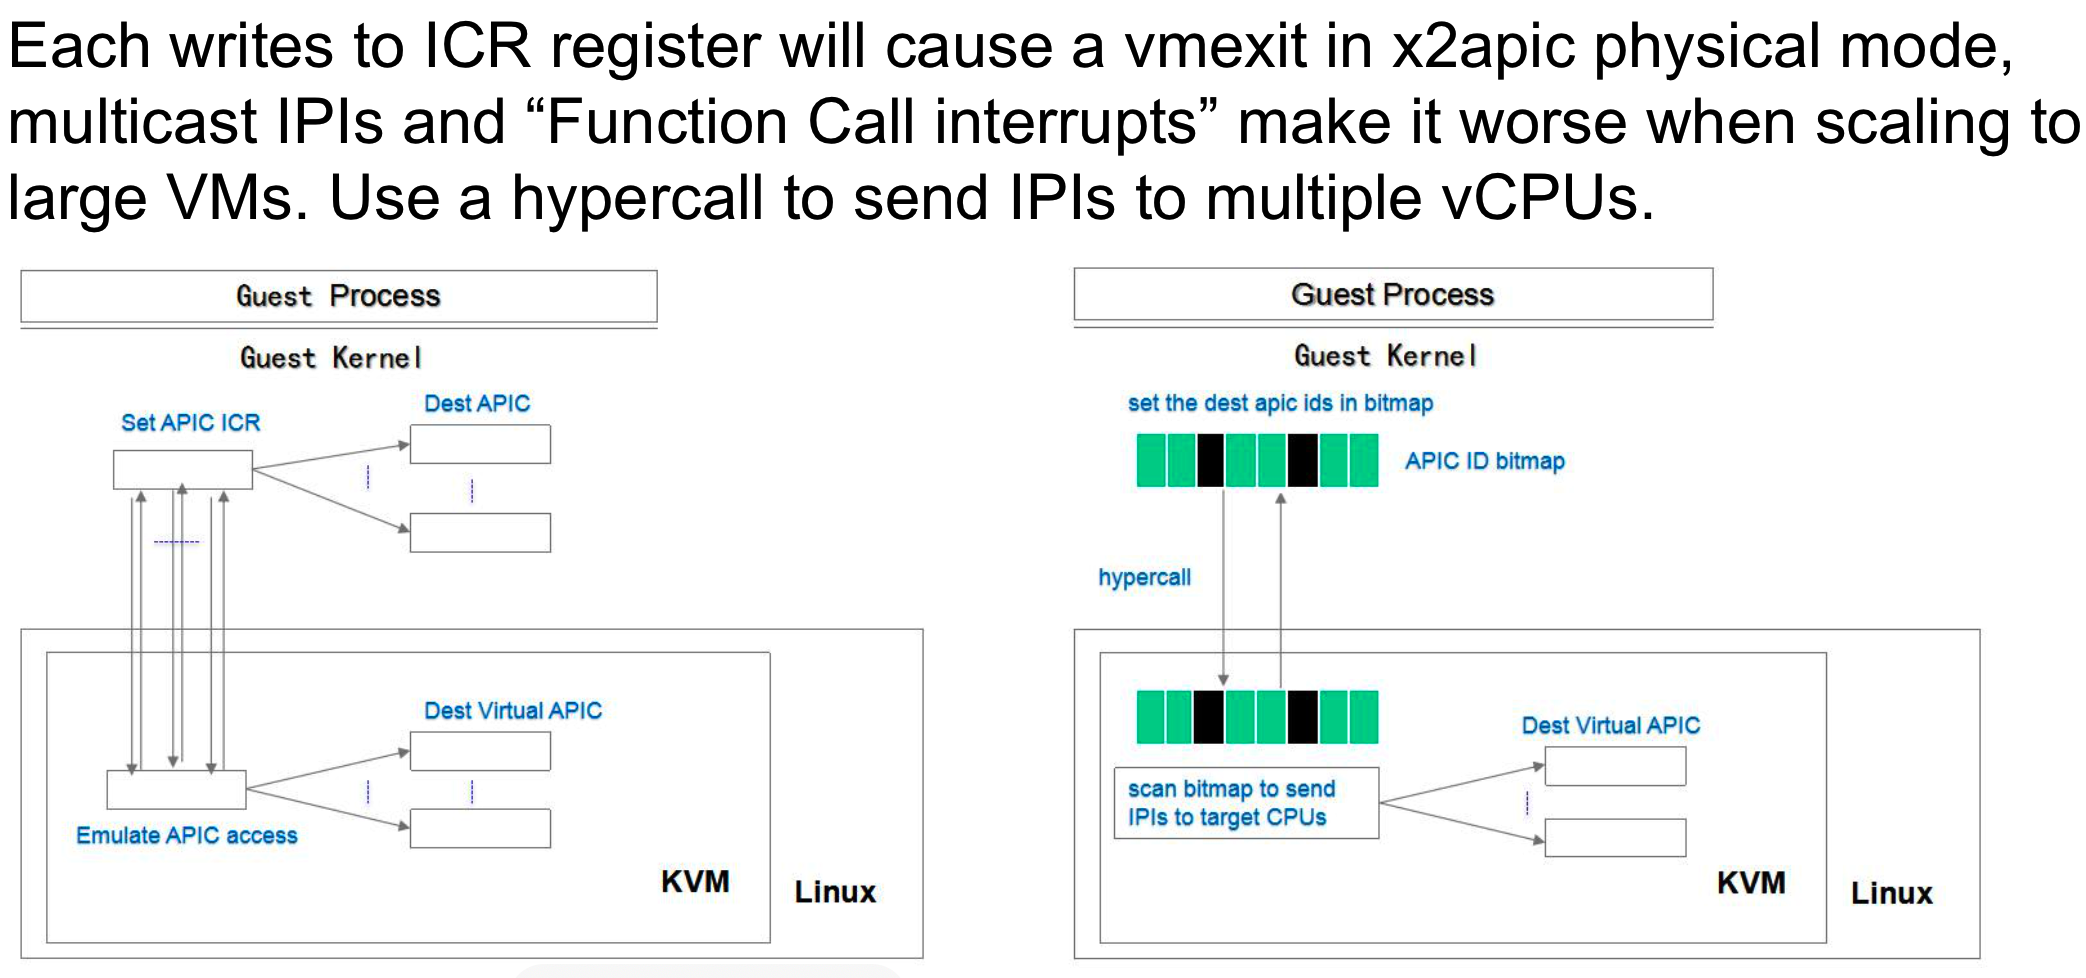 Each writes to ICR register will cause a vmexit in x2apic physical mode,
multicast IPIs and “Function Call interrupts” make it worse when scaling to
large VMs. Use a hypercall to send IPIs to multiple vCPUs.
Guest Process
Guest Kernel
Set APIC ICR
Dest APIC
Dest Virtual APIC
Emulate APIC access
KVM
Linux
Guest Process
Guest Kernel
set the dest apic ids in bitmap
APIC ID bitmap
hypercall
Dest Virtual APIC
scan bitmap to send
IPIs to target CPUs
KVM
Linux